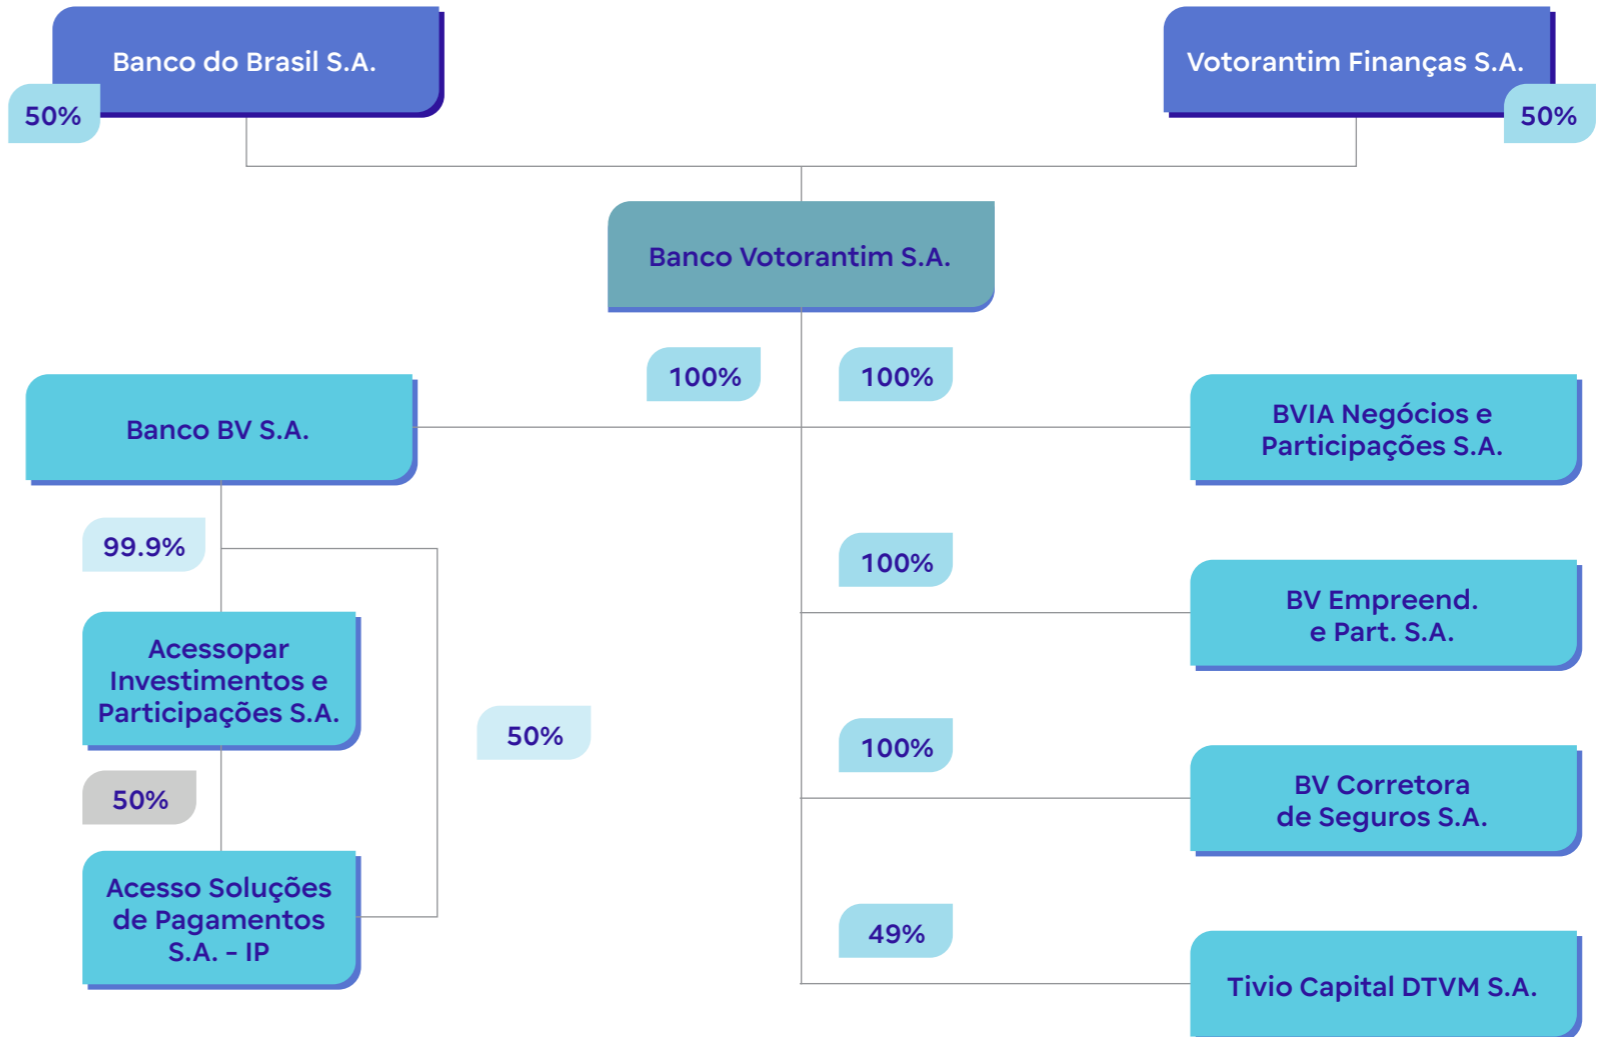 Banco do Brasil S.A.
50%
Votorantim Finanças S.A.
50%
Banco Votorantim S.A.
100%
100%
Banco BV S.A.
BVIA Negócios e
Participações S.A.
99.9%
100%
BV Empreend.
e Part. S.A.
Acessopar
Investimentos e
Participações S.A.
50%
100%
50%
BV Corretora
de Seguros S.A.
Acesso Soluções
de Pagamentos
S.A. - IP
49%
Tivio Capital DTVM S.A.